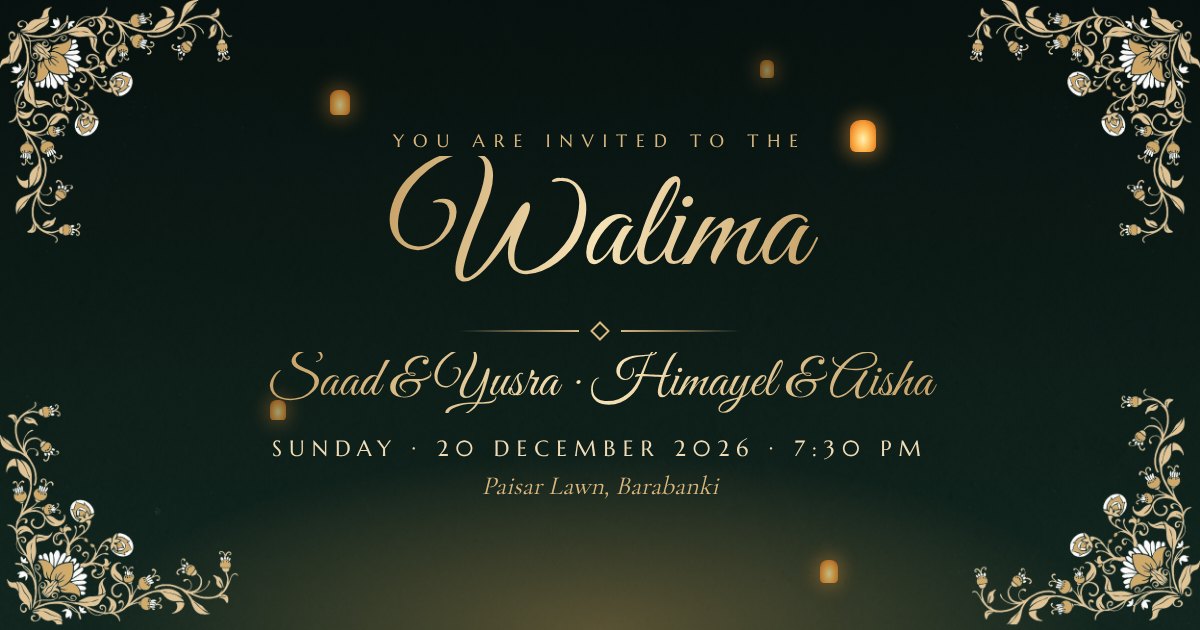 YOU ARE INVITED TO THE
Walima
Saad & Yusra · Himayel & Aisha
SUNDAY · 20 DECEMBER 2026 · 7:30 PM
Paisar Lawn, Barabanki